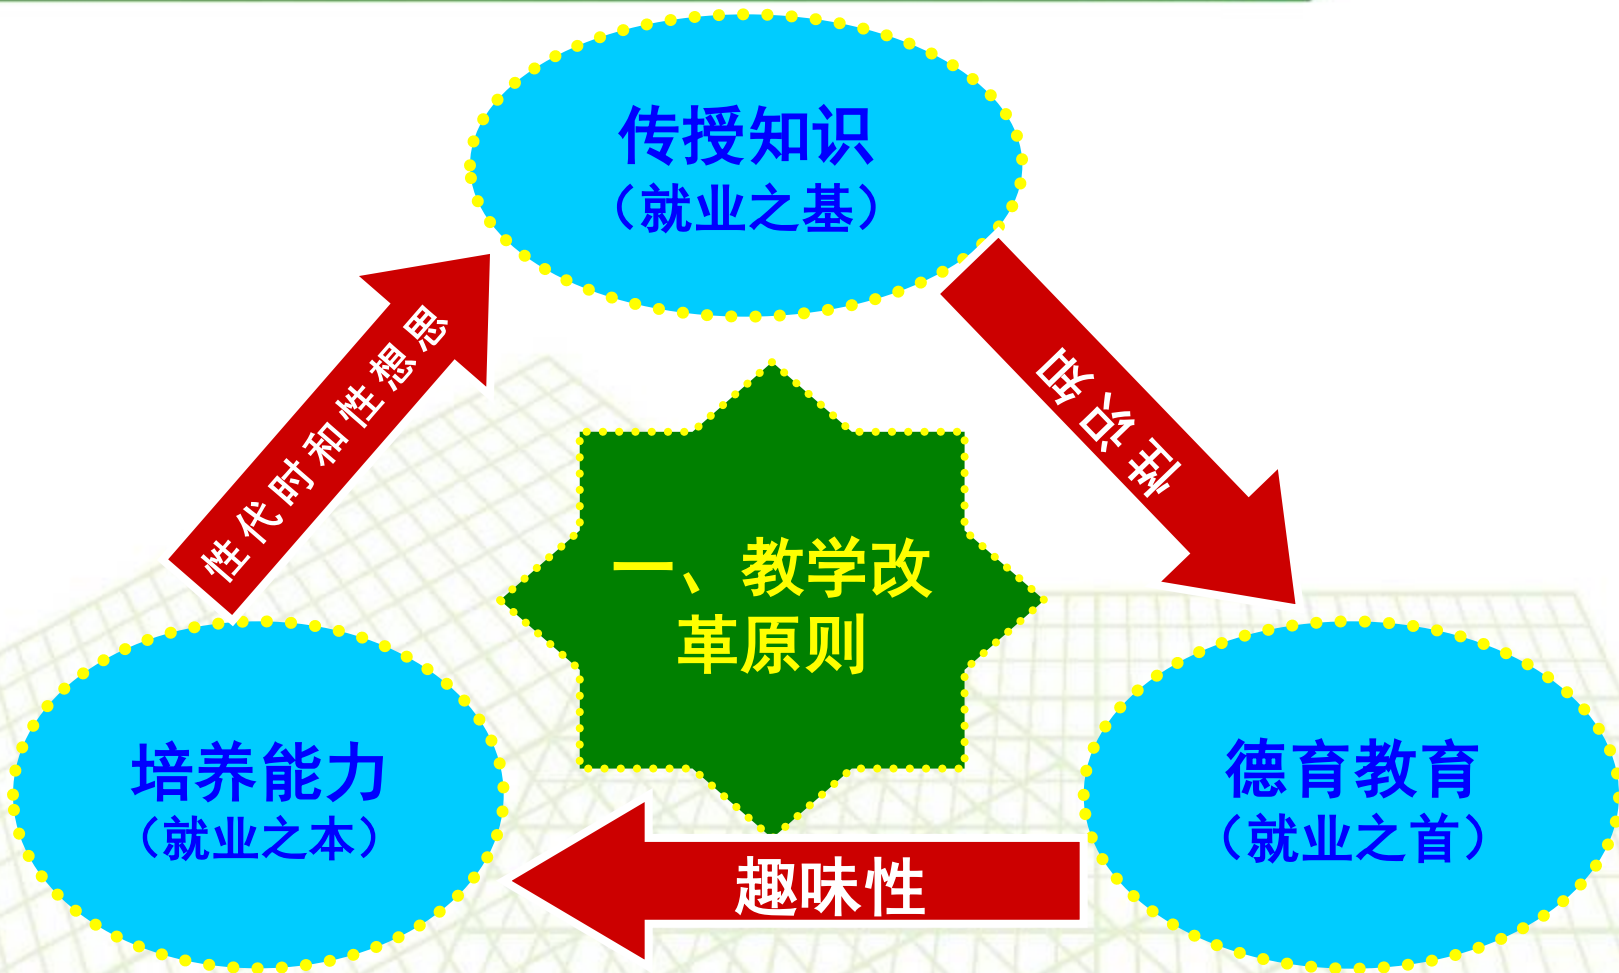 传授知识
（就业之基）
思想性和时代性
知识性
一、教学改
革原则
培养能力
（就业之本）
德育教育
（就业之首）
趣味性